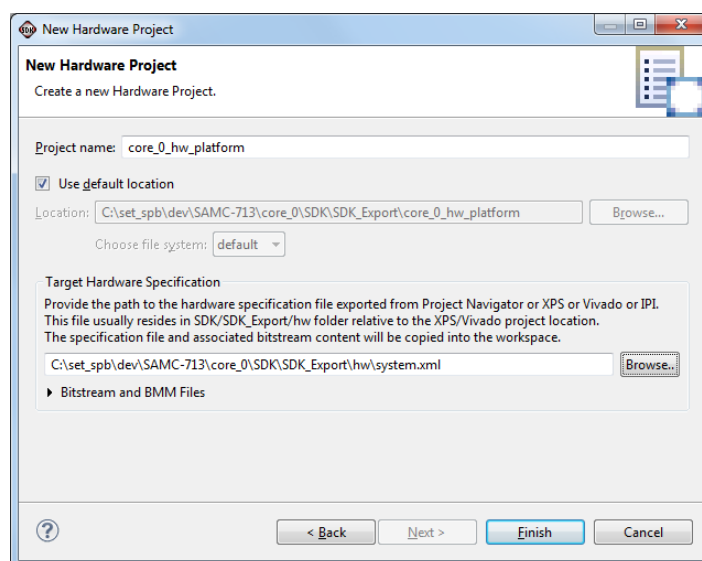 SDK New Hardware Project
New Hardware Project
Create a new Hardware Project.
Project name: core_0_hw_platform
Use default location
Location: C:\set_spb\dev\SAMC-713\core_0\SDK\SDK_Export\core_0_hw_platform Browse...
Choose file system: default
Target Hardware Specification
Provide the path to the hardware specification file exported from Project Navigator or XPS or Vivado or IPI.
This file usually resides in SDK/SDK_Export/hw folder relative to the XPS/Vivado project location.
The specification file and associated bitstream content will be copied into the workspace.
C:\set_spb\dev\SAMC-713\core_0\SDK\SDK_Export\hw\system.xml Browse..
Bitstream and BMM Files
? < Back Next > Finish Cancel